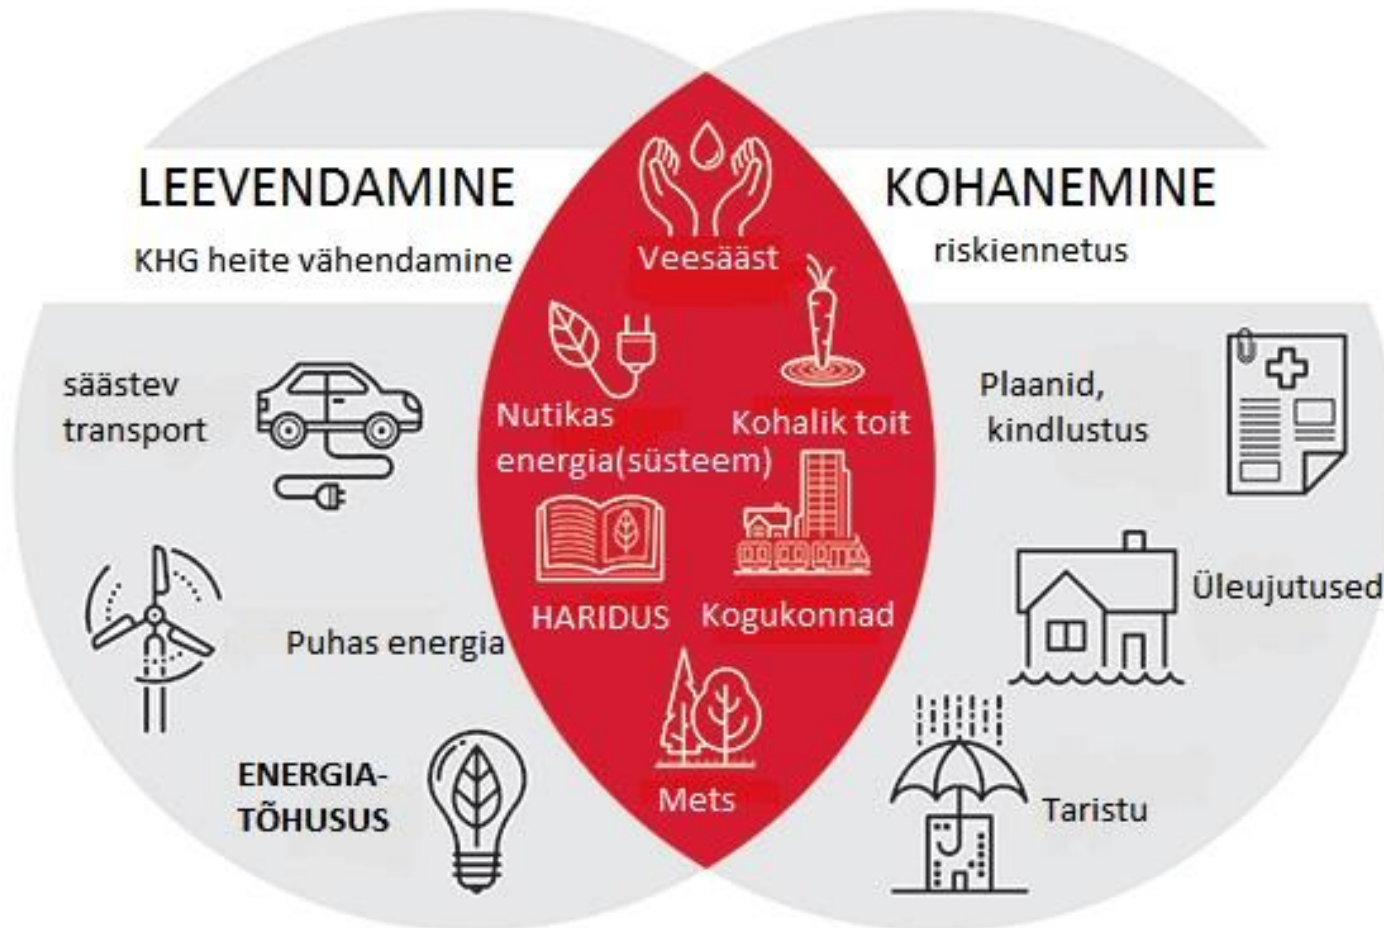 LEEVENDAMINE
KHG heite vähendamine
säästev
transport
Puhas energia
ENERGIA-
TÕHUSUS
Veesääst
Nutikas
energia(süsteem)
Kohalik toit
HARIDUS
Kogukonnad
Mets
KOHANEMINE
riskiennetus
Plaanid,
kindlustus
Üleujutused
Taristu